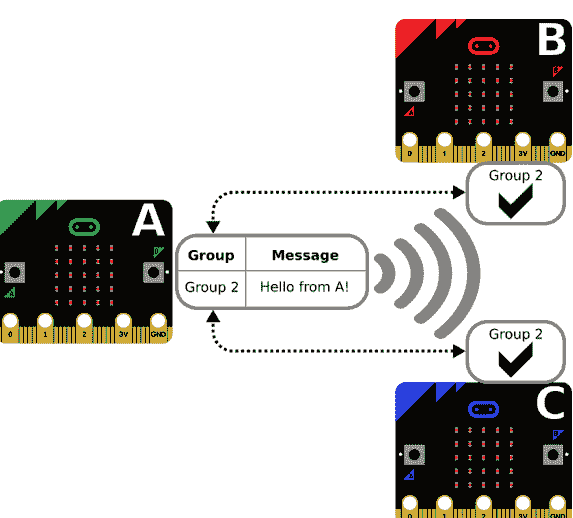 B
0 1 2 3V GND
Group 2
A
Group Message
Group 2 Hello from A!
0 1 2 3V GND
Group 2
C
0 1 2 3V GND